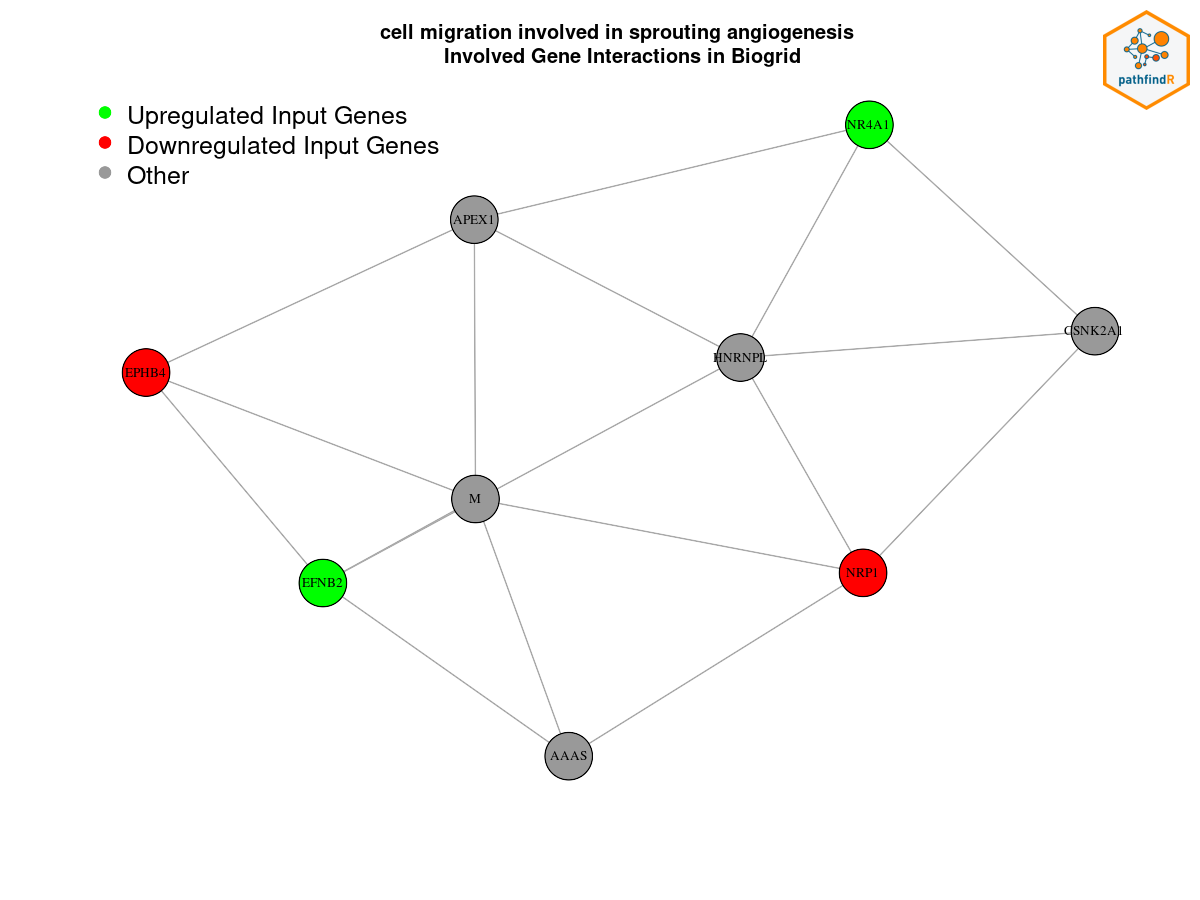 cell migration involved in sprouting angiogenesis
Involved Gene Interactions in Biogrid
pathfindR
Upregulated Input Genes
Downregulated Input Genes
Other
NR4A1
APEX1
CSNK2A1
HNRNPL
EPHB4
M
NRP1
EFNB2
AAAS